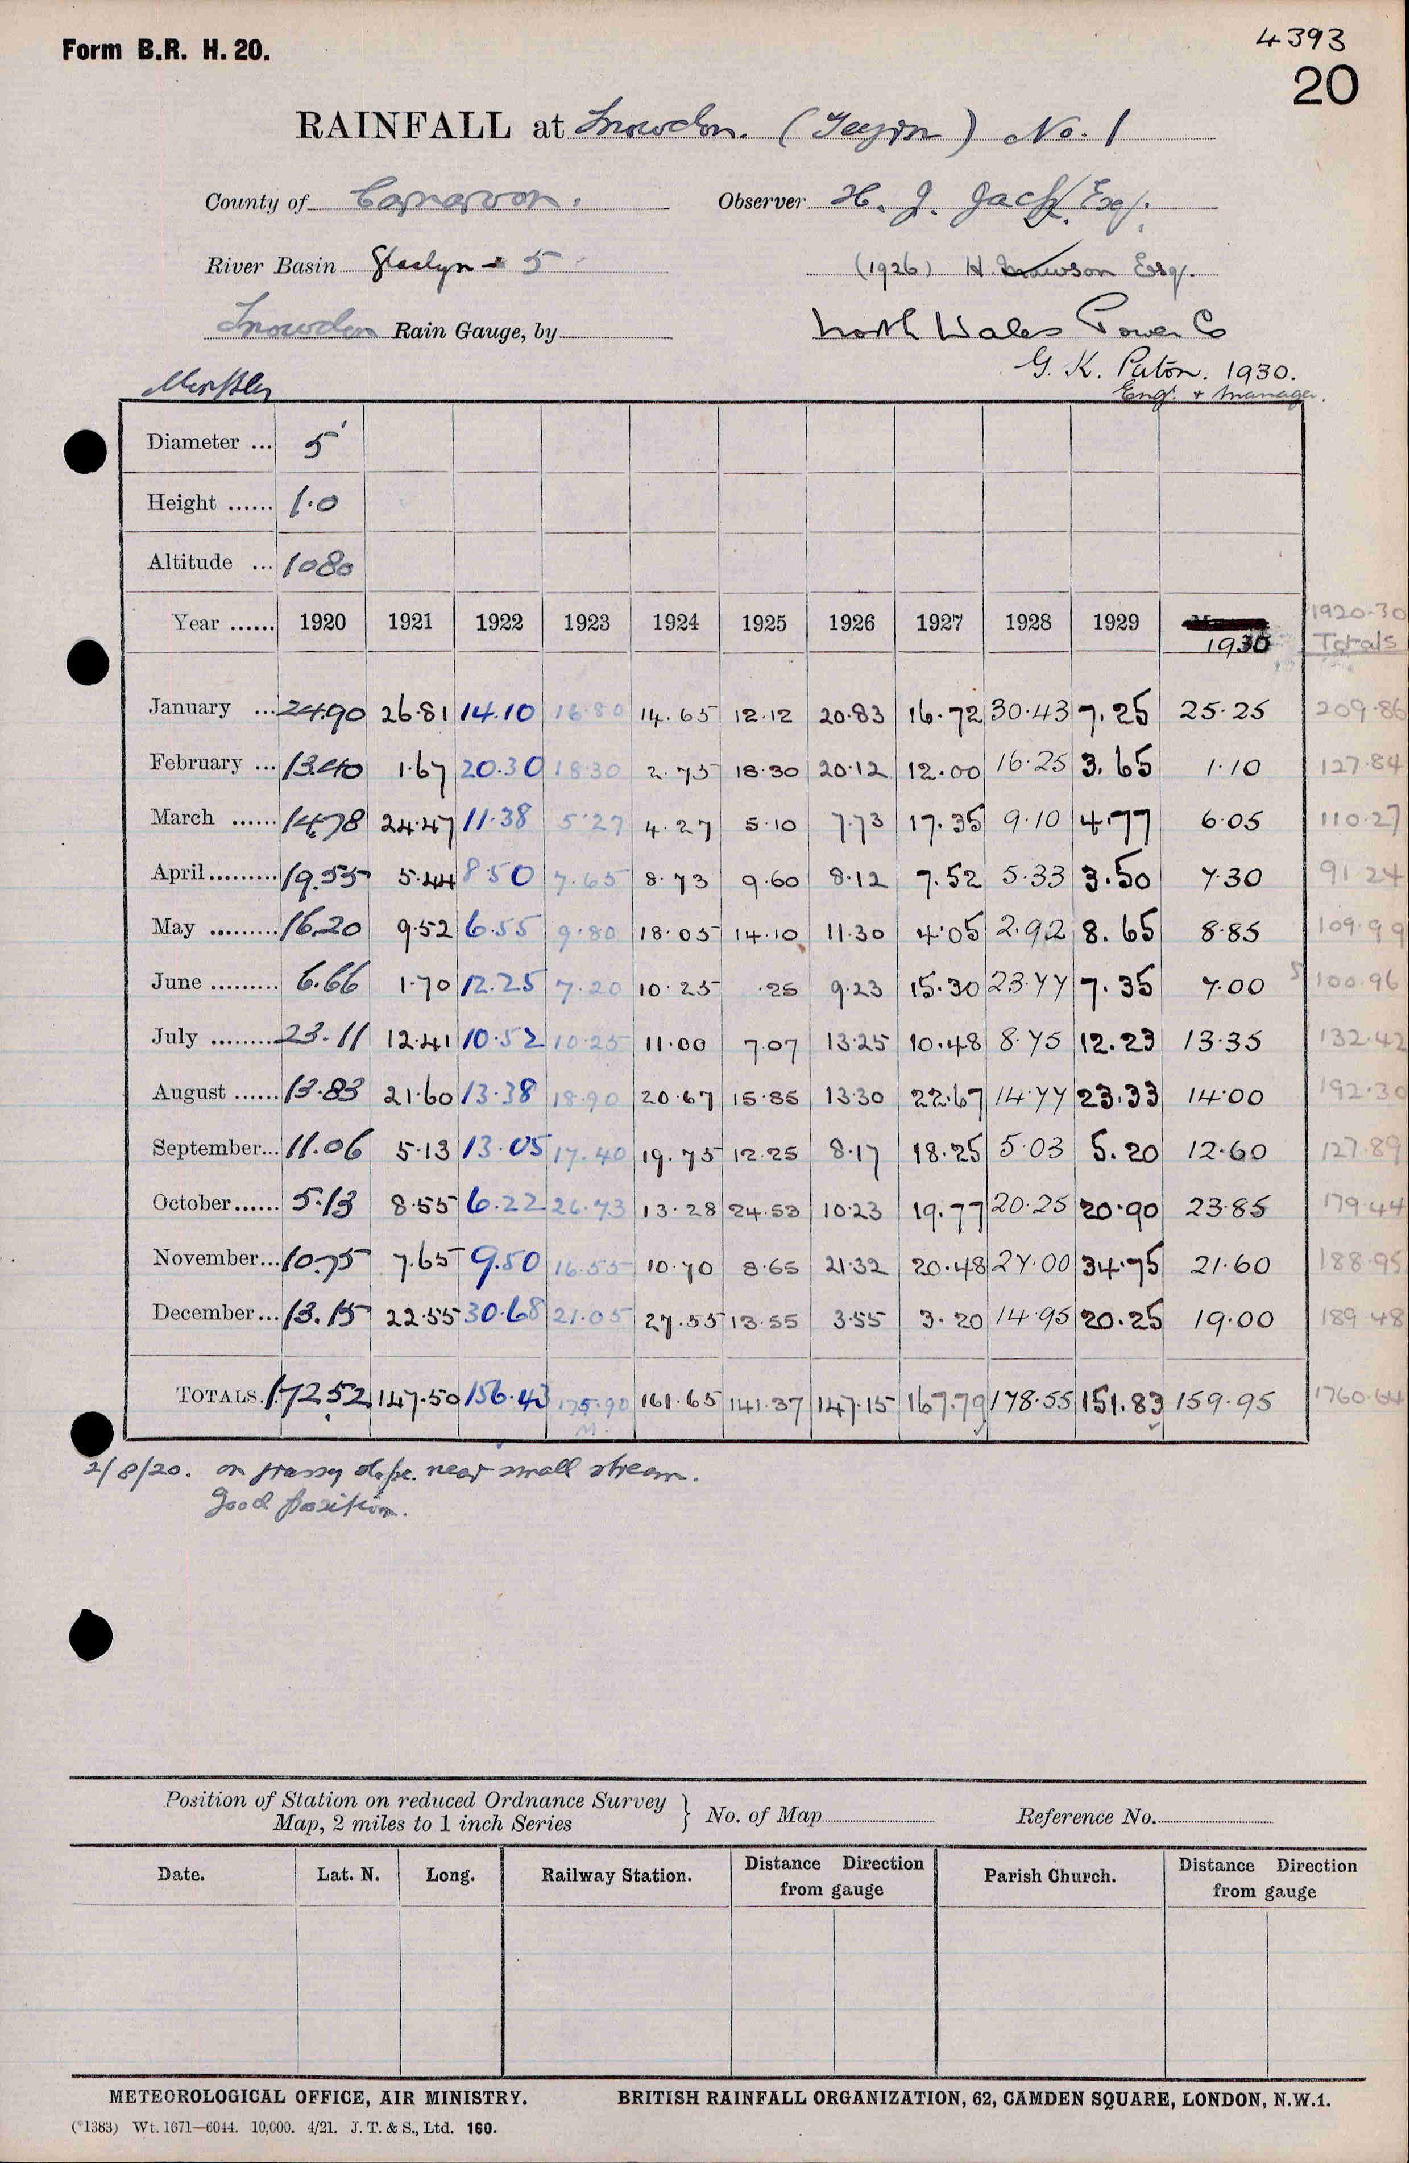 Form B.R. H. 20.
4393
20
RAINFALL at Snowdon. (Teyrn) No. 1
County of Carnarvon.
Observer H. J. Jack Esq.
River Basin Glaslyn - 5
(1926) H Esq.
Snowdon Rain Gauge, by
North Wales Power Co
G. K. Paton. 1930.
Engr. & Manager.
Monthly
Diameter ... 5
Height ...... 1.0
Altitude ... 1080
Year ...... 1920 1921 1922 1923 1924 1925 1926 1927 1928 1929 1930 1920-30 Totals
January ... 24.90 26.81 14.10 16.80 14.65 12.12 20.83 16.72 30.43 7.25 25.25 209.86
February ... 13.40 1.67 20.30 18.30 2.75 18.30 20.12 12.00 16.25 3.65 1.10 127.84
March ...... 14.78 24.47 11.38 5.27 4.27 5.10 7.73 17.35 9.10 4.77 6.05 110.27
April ......... 19.55 5.44 8.50 7.65 8.73 9.60 8.12 7.52 5.33 3.50 7.30 91.24
May ......... 16.20 9.52 6.55 9.80 18.05 14.10 11.30 4.05 2.92 8.65 8.85 109.99
June ......... 6.66 1.70 12.25 7.20 10.25 .25 9.23 15.30 23.77 7.35 7.00 100.96
July ......... 23.11 12.41 10.52 10.25 11.00 7.07 13.25 10.48 8.75 12.23 13.35 132.42
August ...... 13.83 21.60 13.38 18.90 20.67 15.85 13.30 22.67 14.77 23.33 14.00 192.30
September... 11.06 5.13 13.05 17.40 19.75 12.25 8.17 18.25 5.03 5.20 12.60 127.89
October...... 5.13 8.55 6.22 26.73 13.28 24.53 10.23 19.77 20.25 20.90 23.85 179.44
November... 10.75 7.65 9.50 16.55 10.70 8.65 21.32 20.48 27.00 34.75 21.60 188.95
December... 13.15 22.55 30.68 21.05 27.55 13.55 3.55 3.20 14.95 20.25 19.00 189.48
TOTALS. 172.52 147.50 156.43 175.90 161.65 141.37 147.15 167.79 178.55 151.83 159.95 1760.64
2/8/20. on grassy slope. near small stream.
Good position.
Position of Station on reduced Ordnance Survey
Map, 2 miles to 1 inch Series } No. of Map Reference No.
Date. Lat. N. Long. Railway Station. Distance Direction from gauge Parish Church. Distance Direction from gauge
METEOROLOGICAL OFFICE, AIR MINISTRY. BRITISH RAINFALL ORGANIZATION, 62, CAMDEN SQUARE, LONDON, N.W.1.
(*1383) Wt. 1671—6044. 10,000. 4/21. J. T. & S., Ltd. 160.